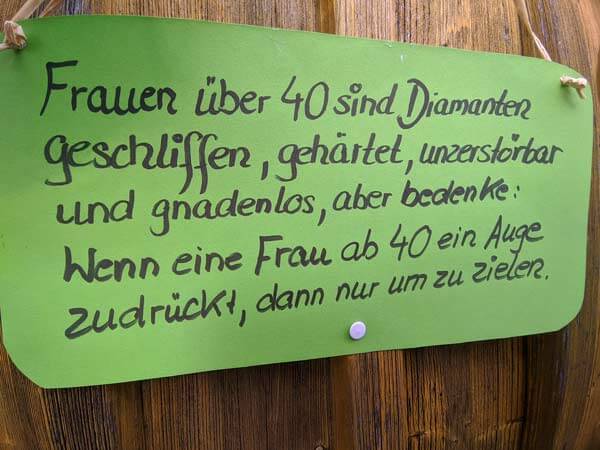 Frauen über 40 sind Diamanten
geschliffen, gehärtet, unzerstörbar
und gnadenlos, aber bedenke:
Wenn eine Frau ab 40 ein Auge
zudrückt, dann nur um zu zielen.